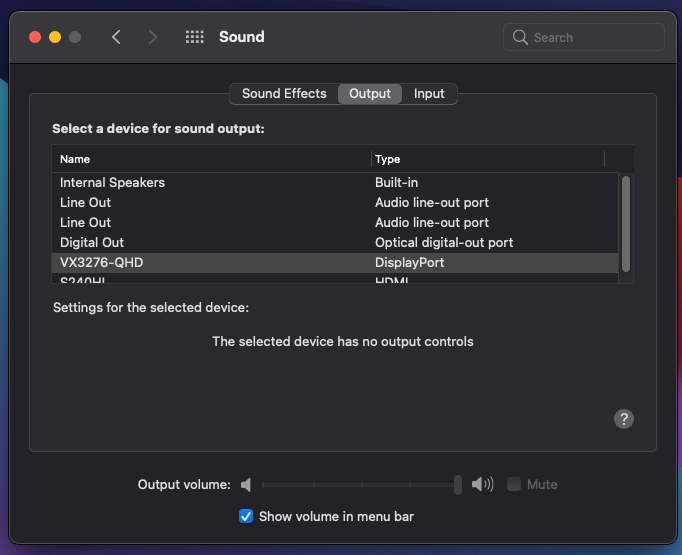 Sound
Search
Sound Effects Output Input
Select a device for sound output:
Name Type
Internal Speakers Built-in
Line Out Audio line-out port
Line Out Audio line-out port
Digital Out Optical digital-out port
VX3276-QHD DisplayPort
S240HL HDMI
Settings for the selected device:
The selected device has no output controls
?
Output volume: Mute
Show volume in menu bar